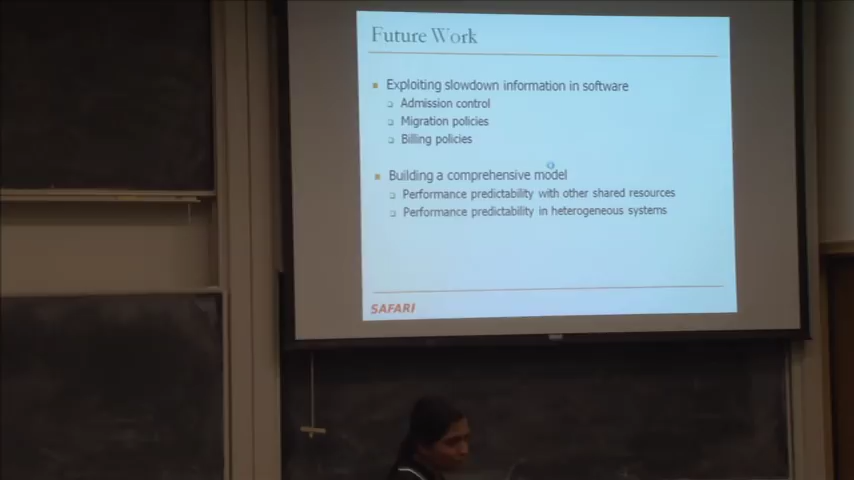 Future Work
Exploiting slowdown information in software
Admission control
Migration policies
Billing policies
Building a comprehensive model
Performance predictability with other shared resources
Performance predictability in heterogeneous systems
SAFARI